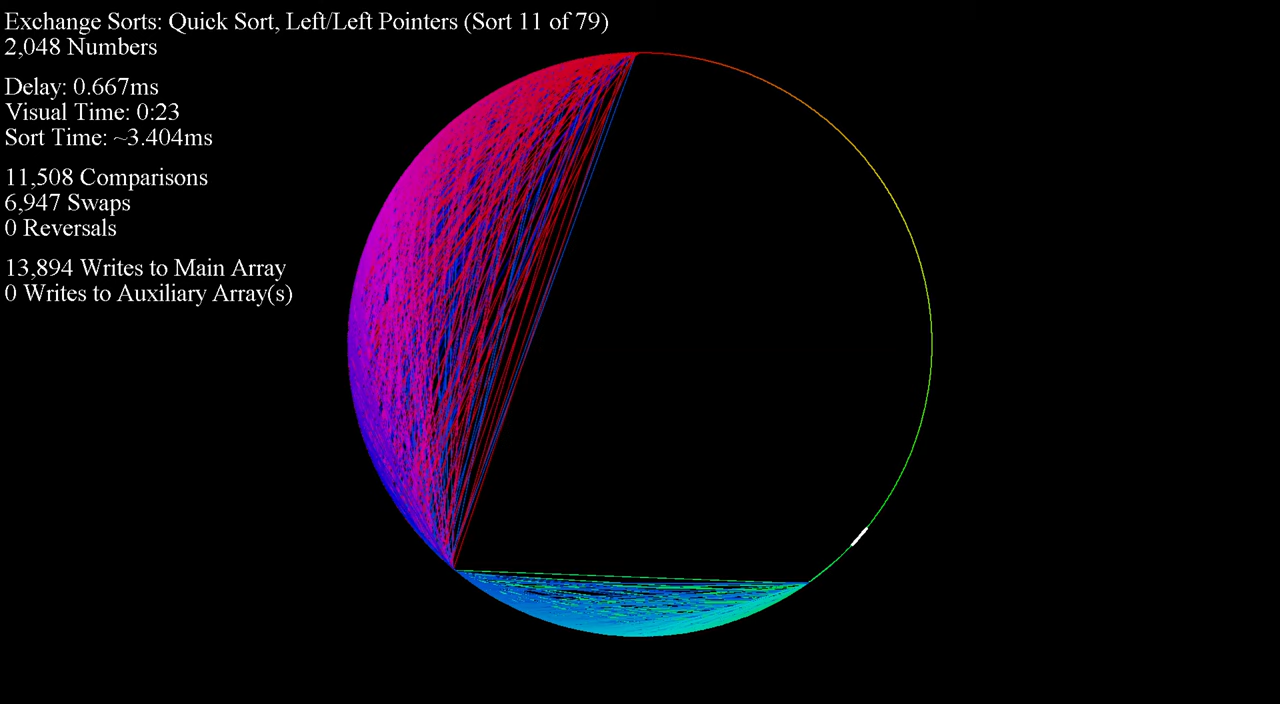 Exchange Sorts: Quick Sort, Left/Left Pointers (Sort 11 of 79)
2,048 Numbers
Delay: 0.667ms
Visual Time: 0:23
Sort Time: ~3.404ms
11,508 Comparisons
6,947 Swaps
0 Reversals
13,894 Writes to Main Array
0 Writes to Auxiliary Array(s)